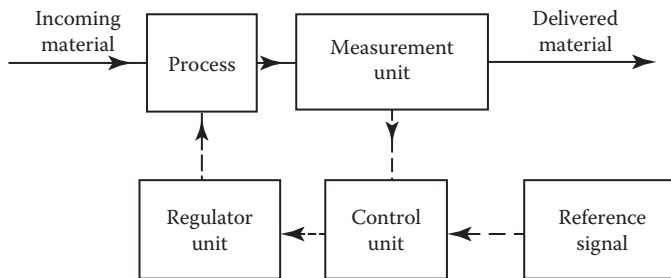 Incoming
material
Process
Measurement
unit
Delivered
material
Regulator
unit
Control
unit
Reference
signal